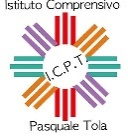 Istituto Comprensivo
I.C.P.T.
Pasquale Tola